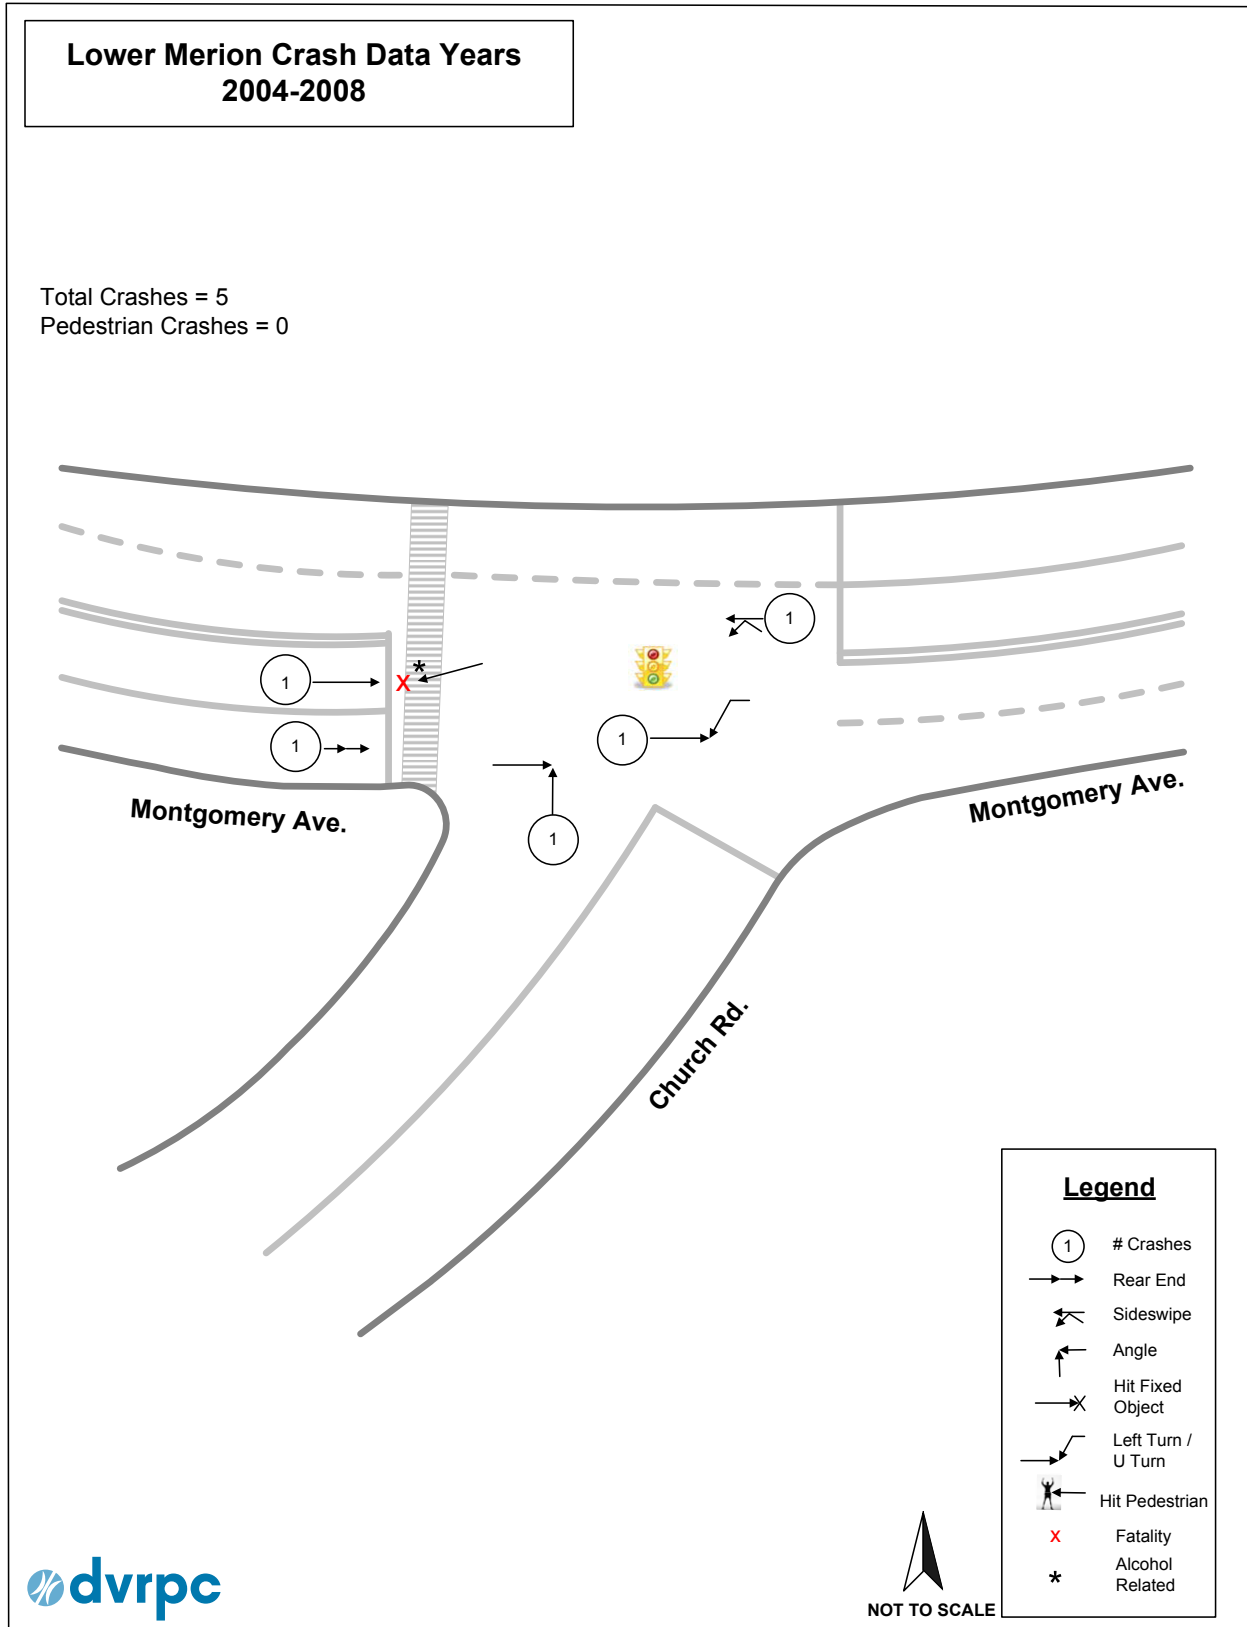 Lower Merion Crash Data Years
2004-2008
Total Crashes = 5
Pedestrian Crashes = 0
1
1
*
X
1
1
1
Montgomery Ave.
Montgomery Ave.
Church Rd.
Legend
1 # Crashes
Rear End
Sideswipe
Angle
Hit Fixed
Object
Left Turn /
U Turn
Hit Pedestrian
X Fatality
* Alcohol
Related
NOT TO SCALE
dvrpc